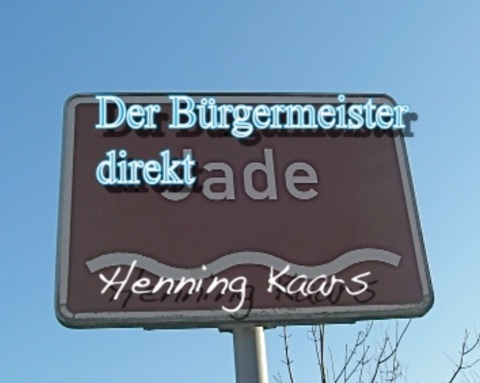 Der Bürgermeister
direkt
Jade
Henning Kaars